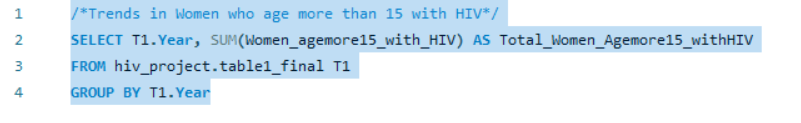 1 /*Trends in Women who age more than 15 with HIV*/
2 SELECT T1.Year, SUM(Women_agemore15_with_HIV) AS Total_Women_Agemore15_withHIV
3 FROM hiv_project.table1_final T1
4 GROUP BY T1.Year